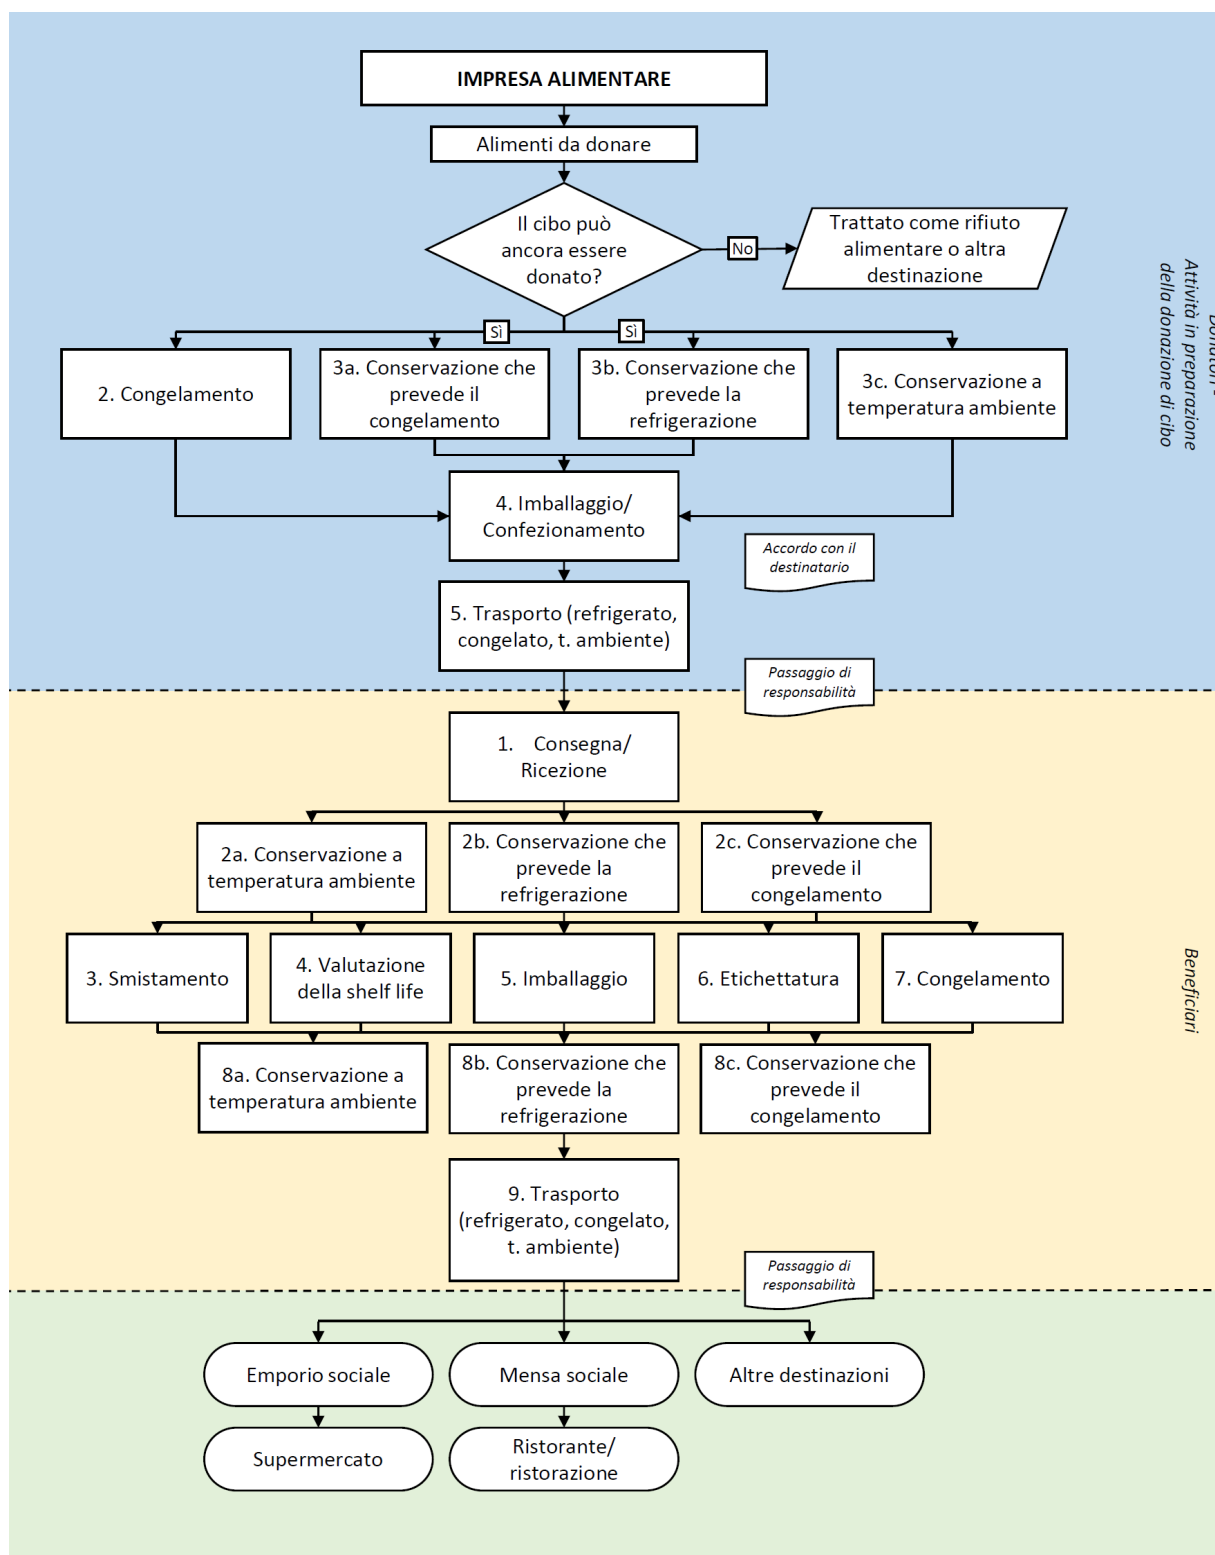 IMPRESA ALIMENTARE
Alimenti da donare
Il cibo può
ancora essere
donato?
No
Trattato come rifiuto
alimentare o altra
destinazione
Sì
Sì
2. Congelamento
3a. Conservazione che
prevede il
congelamento
3b. Conservazione che
prevede la
refrigerazione
3c. Conservazione a
temperatura ambiente
Attività in preparazione
della donazione di cibo
4. Imballaggio/
Confezionamento
Accordo con il
destinatario
5. Trasporto (refrigerato,
congelato, t. ambiente)
Passaggio di
responsabilità
1. Consegna/
Ricezione
2a. Conservazione a
temperatura ambiente
2b. Conservazione che
prevede la
refrigerazione
2c. Conservazione che
prevede il
congelamento
3. Smistamento
4. Valutazione
della shelf life
5. Imballaggio
6. Etichettatura
7. Congelamento
Beneficiari
8a. Conservazione a
temperatura ambiente
8b. Conservazione che
prevede la
refrigerazione
8c. Conservazione che
prevede il
congelamento
9. Trasporto
(refrigerato, congelato,
t. ambiente)
Passaggio di
responsabilità
Emporio sociale
Mensa sociale
Altre destinazioni
Supermercato
Ristorante/
ristorazione